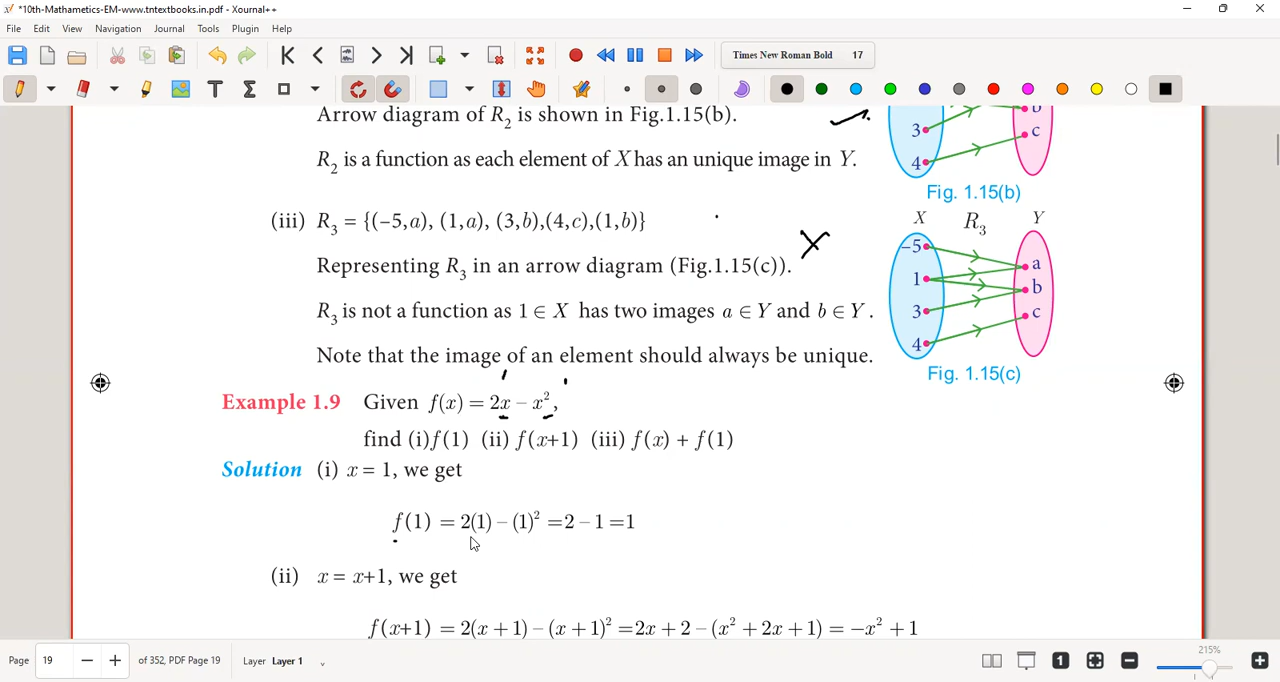 *10th-Mathametics-EM-www.tntextbooks.in.pdf - Xournal++
File Edit View Navigation Journal Tools Plugin Help
Times New Roman Bold 17
Arrow diagram of R₂ is shown in Fig.1.15(b).
R₂ is a function as each element of X has an unique image in Y.
3 b
4 c
Fig. 1.15(b)
(iii) R₃ = {(−5,a), (1,a), (3,b),(4,c),(1,b)}
X R₃ Y
Representing R₃ in an arrow diagram (Fig.1.15(c)).
−5 a
1 b
3 c
4
R₃ is not a function as 1 ∈ X has two images a ∈ Y and b ∈ Y.
Note that the image of an element should always be unique.
Fig. 1.15(c)
Example 1.9 Given f(x) = 2x − x²,
find (i)f(1) (ii) f(x+1) (iii) f(x) + f(1)
Solution (i) x = 1, we get
f(1) = 2(1) − (1)² =2 − 1 =1
(ii) x = x+1, we get
f(x+1) = 2(x + 1) − (x + 1)² =2x + 2 − (x² + 2x + 1) = −x² + 1
Page 19 of 352, PDF Page 19 Layer Layer 1 215%